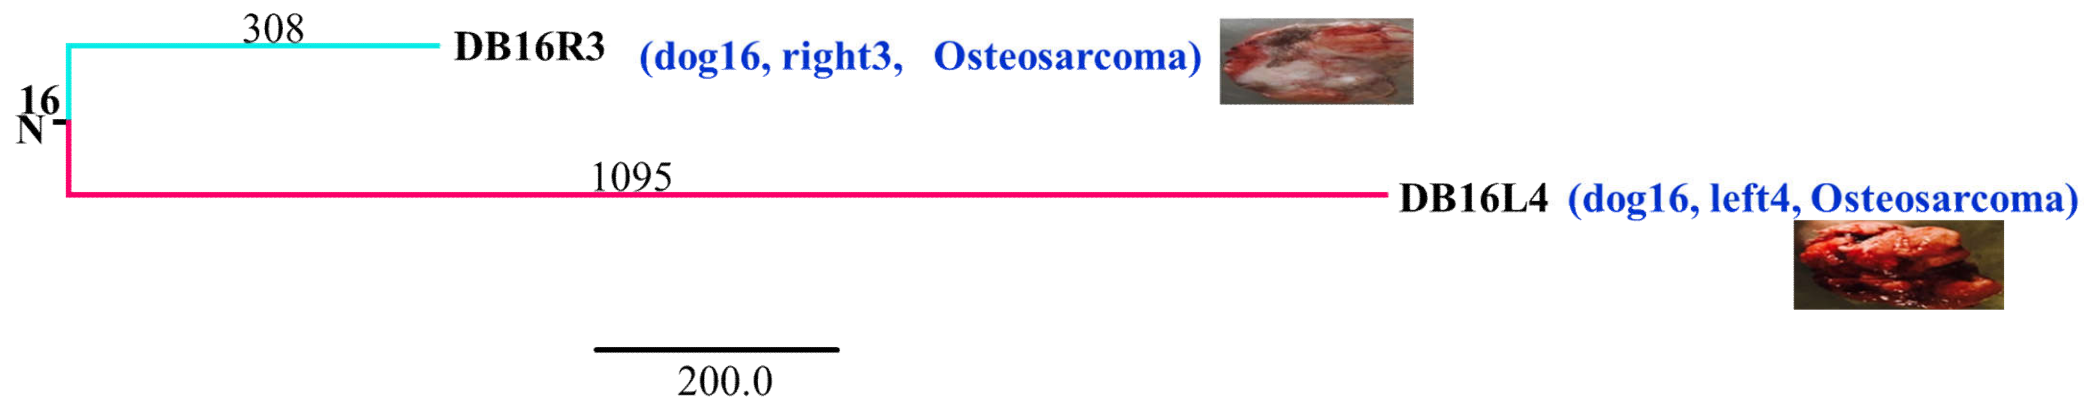 308
DB16R3 (dog16, right3, Osteosarcoma)
16
N
1095
DB16L4 (dog16, left4, Osteosarcoma)
200.0